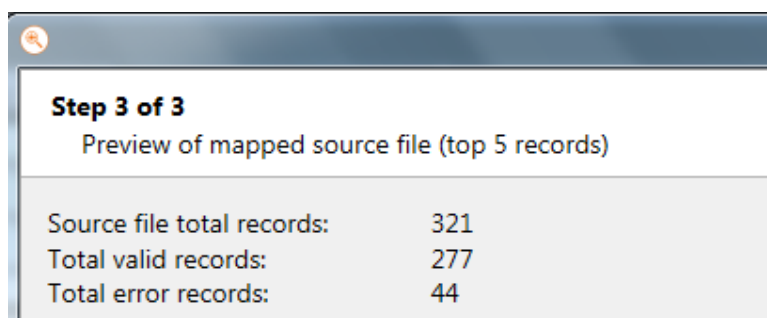 Step 3 of 3
Preview of mapped source file (top 5 records)
Source file total records: 321
Total valid records: 277
Total error records: 44